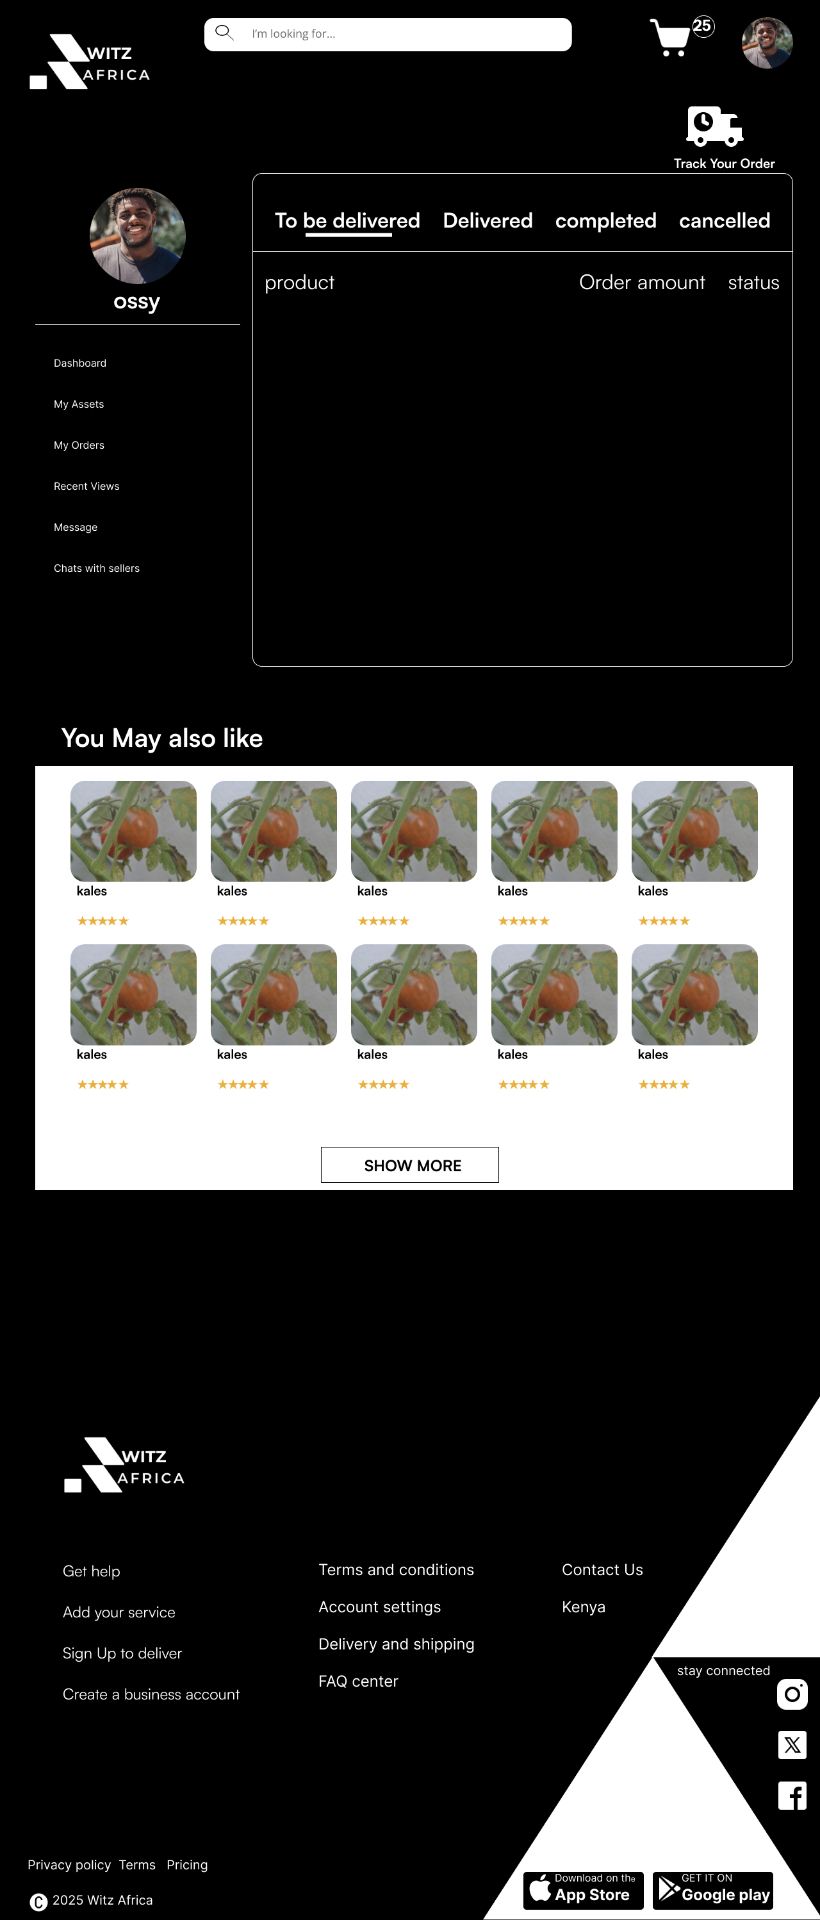 WITZ
AFRICA
I'm looking for...
25
Track Your Order
To be delivered Delivered completed cancelled
product Order amount status
ossy
Dashboard
My Assets
My Orders
Recent Views
Message
Chats with sellers
You May also like
kales kales kales kales kales
kales kales kales kales kales
SHOW MORE
WITZ
AFRICA
Get help
Add your service
Sign Up to deliver
Create a business account
Terms and conditions
Account settings
Delivery and shipping
FAQ center
Contact Us
Kenya
stay connected
Privacy policy Terms Pricing
© 2025 Witz Africa
Download on the
App Store
GET IT ON
Google play